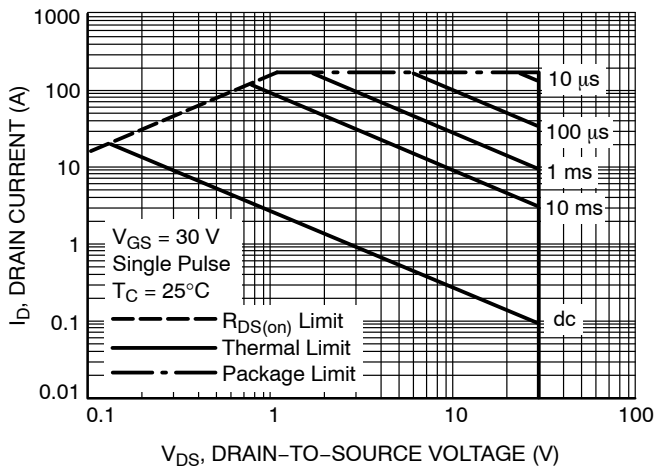 1000
100
10
1
0.1
0.01
I_D, DRAIN CURRENT (A)
10 µs
100 µs
1 ms
10 ms
dc
V_GS = 30 V
Single Pulse
T_C = 25°C
R_DS(on) Limit
Thermal Limit
Package Limit
0.1
1
10
100
V_DS, DRAIN−TO−SOURCE VOLTAGE (V)